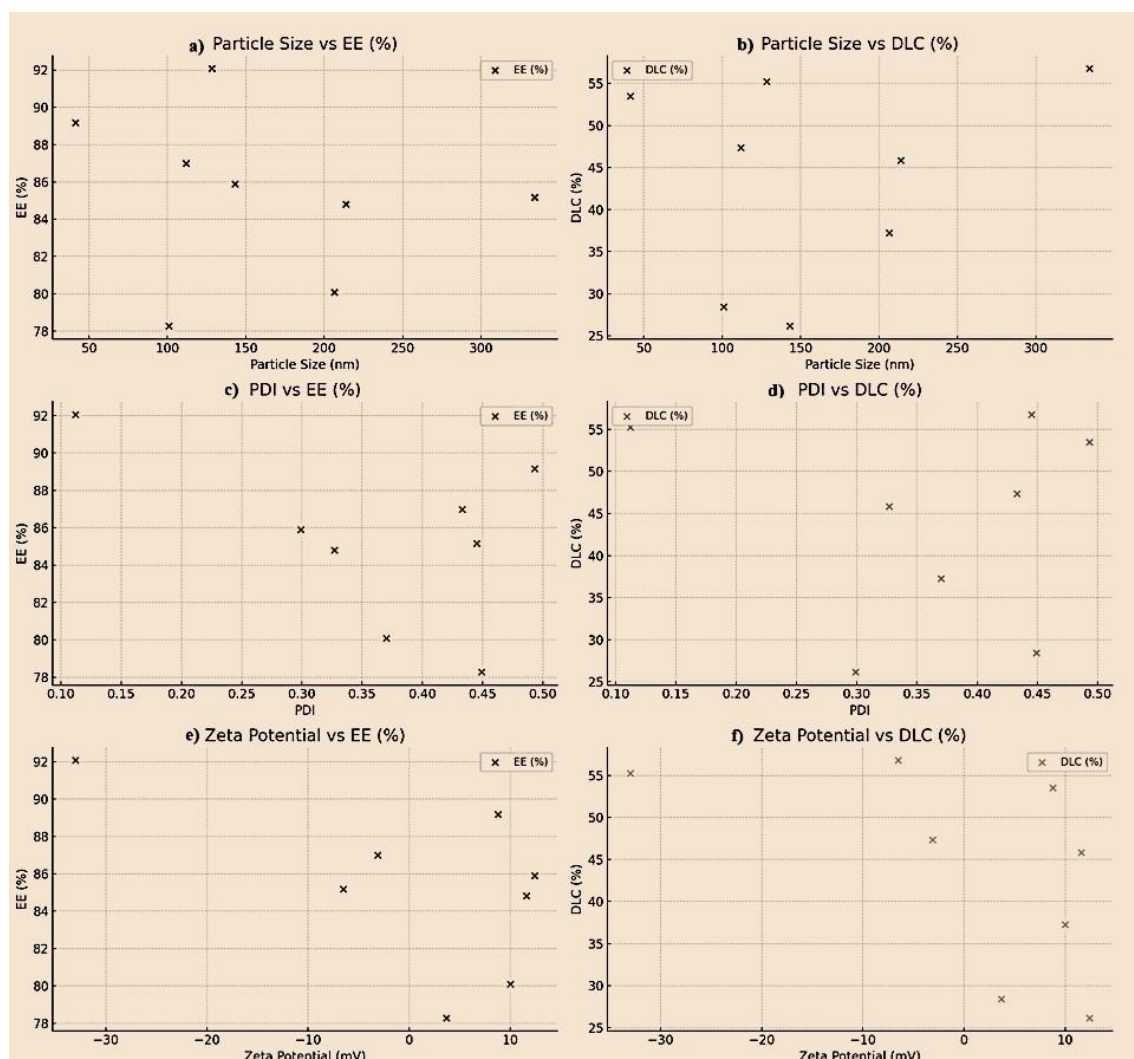 a) Particle Size vs EE (%)
EE (%)
92
90
88
86
84
82
80
78
50 100 150 200 250 300
EE (%)
Particle Size (nm)
b) Particle Size vs DLC (%)
DLC (%)
55
50
45
40
35
30
25
50 100 150 200 250 300
DLC (%)
Particle Size (nm)
c) PDI vs EE (%)
EE (%)
92
90
88
86
84
82
80
78
0.10 0.15 0.20 0.25 0.30 0.35 0.40 0.45 0.50
EE (%)
PDI
d) PDI vs DLC (%)
DLC (%)
55
50
45
40
35
30
25
0.10 0.15 0.20 0.25 0.30 0.35 0.40 0.45 0.50
DLC (%)
PDI
e) Zeta Potential vs EE (%)
EE (%)
92
90
88
86
84
82
80
78
−30 −20 −10 0 10
EE (%)
Zeta Potential (mV)
f) Zeta Potential vs DLC (%)
DLC (%)
55
50
45
40
35
30
25
−30 −20 −10 0 10
DLC (%)
Zeta Potential (mV)